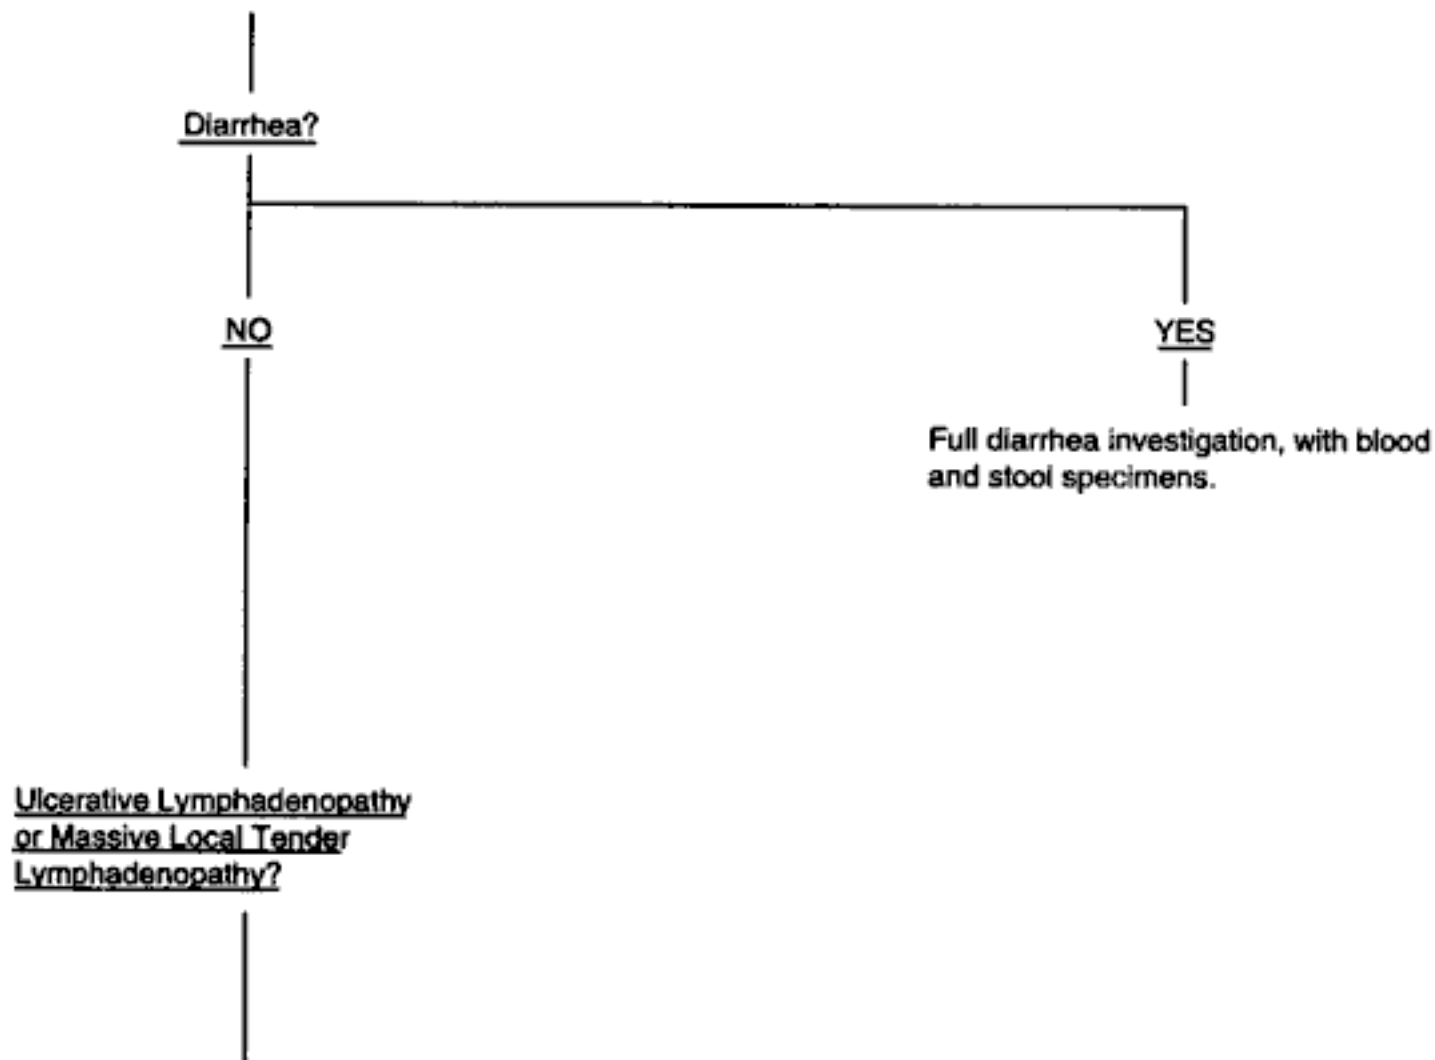 Diarrhea?
NO
YES
Full diarrhea investigation, with blood
and stool specimens.
Ulcerative Lymphadenopathy
or Massive Local Tender
Lymphadenopathy?